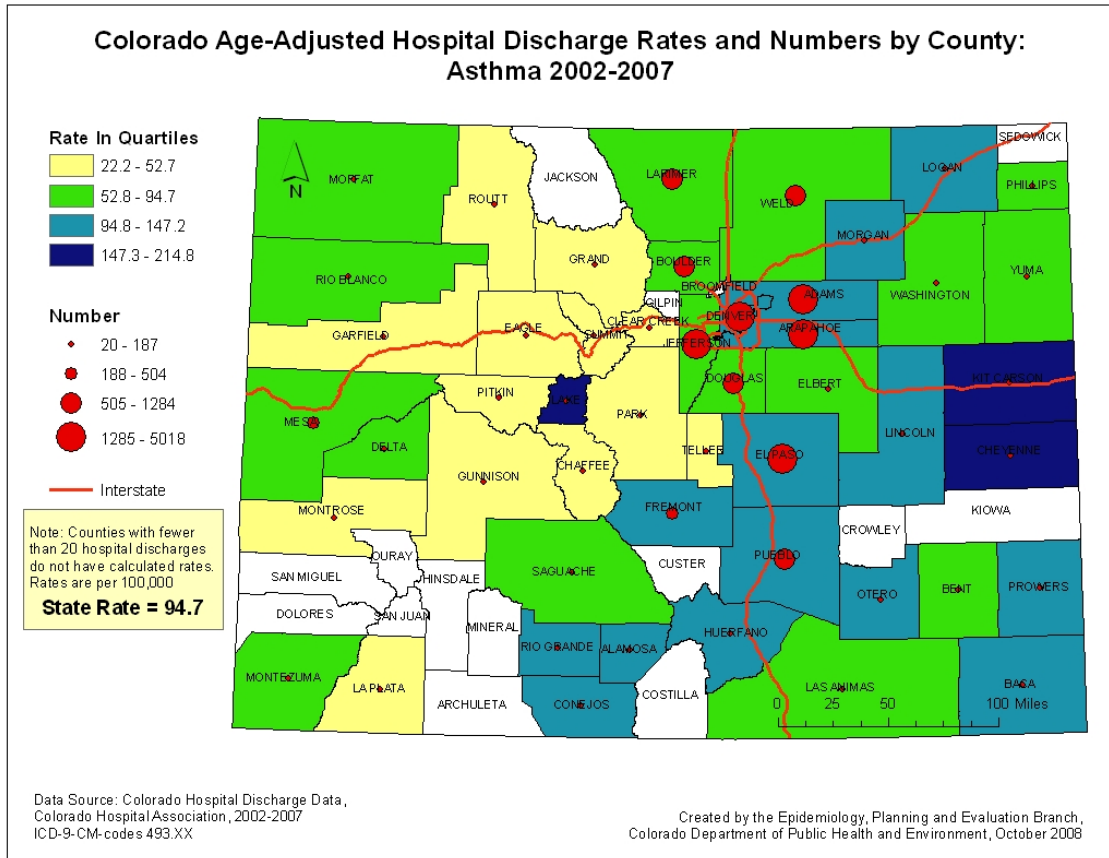 Colorado Age-Adjusted Hospital Discharge Rates and Numbers by County:
Asthma 2002-2007
Rate In Quartiles
22.2 - 52.7
52.8 - 94.7
94.8 - 147.2
147.3 - 214.8
Number
20 - 187
188 - 504
505 - 1284
1285 - 5018
Interstate
Note: Counties with fewer
than 20 hospital discharges
do not have calculated rates.
Rates are per 100,000
State Rate = 94.7
N
MOFFAT
ROUTT
JACKSON
LARIMER
WELD
LOGAN
SEDGWICK
PHILLIPS
MORGAN
RIO BLANCO
GRAND
BOULDER
BROOMFIELD
GILPIN
ADAMS
WASHINGTON
YUMA
GARFIELD
EAGLE
SUMMIT
CLEAR CREEK
DENVER
JEFFERSON
ARAPAHOE
PITKIN
LAKE
PARK
DOUGLAS
ELBERT
KIT CARSON
MESA
DELTA
GUNNISON
CHAFFEE
TELLER
EL PASO
LINCOLN
CHEYENNE
MONTROSE
FREMONT
CROWLEY
KIOWA
OURAY
SAN MIGUEL
HINSDALE
SAGUACHE
CUSTER
PUEBLO
OTERO
BENT
PROWERS
DOLORES
SAN JUAN
MINERAL
RIO GRANDE
ALAMOSA
HUERFANO
MONTEZUMA
LA PLATA
ARCHULETA
CONEJOS
COSTILLA
LAS ANIMAS
BACA
0 25 50 100 Miles
Data Source: Colorado Hospital Discharge Data,
Colorado Hospital Association, 2002-2007
ICD-9-CM-codes 493.XX
Created by the Epidemiology, Planning and Evaluation Branch,
Colorado Department of Public Health and Environment, October 2008